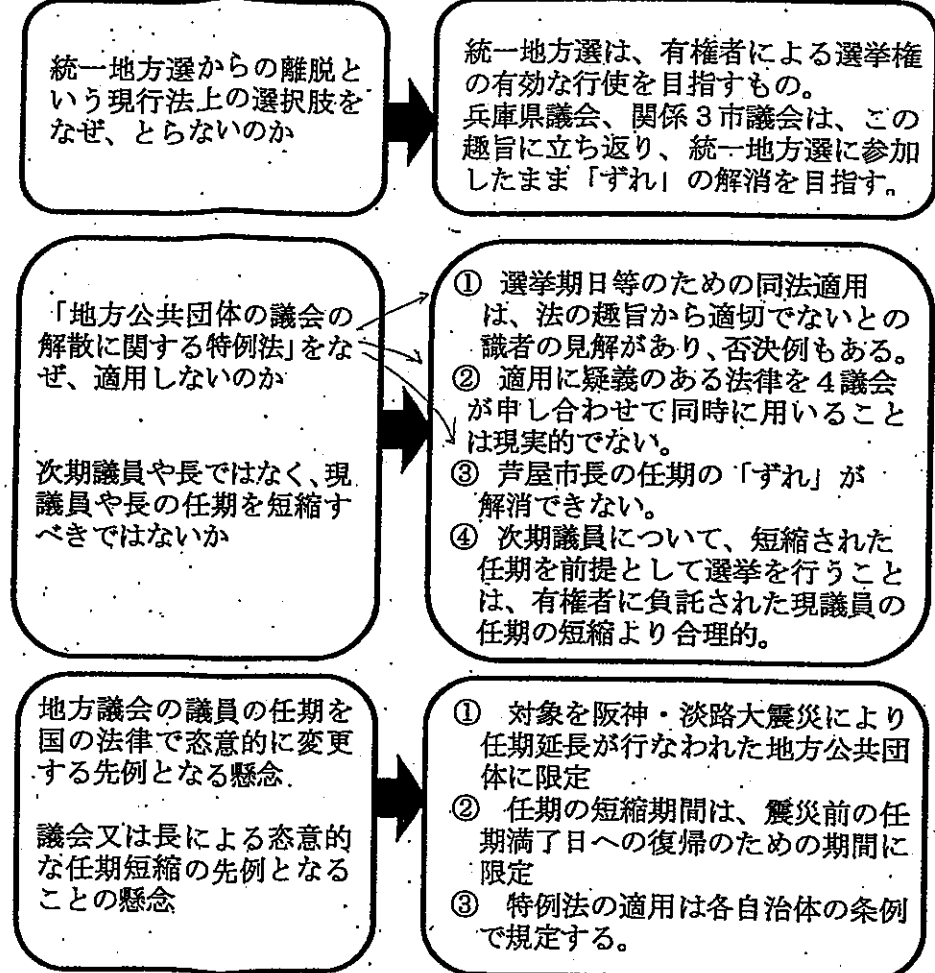 統一地方選からの離脱と
いう現行法上の選択肢を
なぜ、とらないのか
統一地方選は、有権者による選挙権
の有効な行使を目指すもの。
兵庫県議会、関係3市議会は、この
趣旨に立ち返り、統一地方選に参加
したまま「ずれ」の解消を目指す。
「地方公共団体の議会の
解散に関する特例法」をな
ぜ、適用しないのか
次期議員や長ではなく、現
議員や長の任期を短縮す
べきではないか
① 選挙期日等のための同法適用
は、法の趣旨から適切でないとの
識者の見解があり、否決例もある。
② 適用に疑義のある法律を4議会
が申し合わせて同時に用いること
は現実的でない。
③ 芦屋市長の任期の「ずれ」が
解消できない。
④ 次期議員について、短縮された
任期を前提として選挙を行うこと
は、有権者に負託された現議員の
任期の短縮より合理的。
地方議会の議員の任期を
国の法律で恣意的に変更
する先例となる懸念
議会又は長による恣意的
な任期短縮の先例となる
ことの懸念
① 対象を阪神・淡路大震災により
任期延長が行なわれた地方公共団
体に限定
② 任期の短縮期間は、震災前の任
期満了日への復帰のための期間に
限定
③ 特例法の適用は各自治体の条例
で規定する。